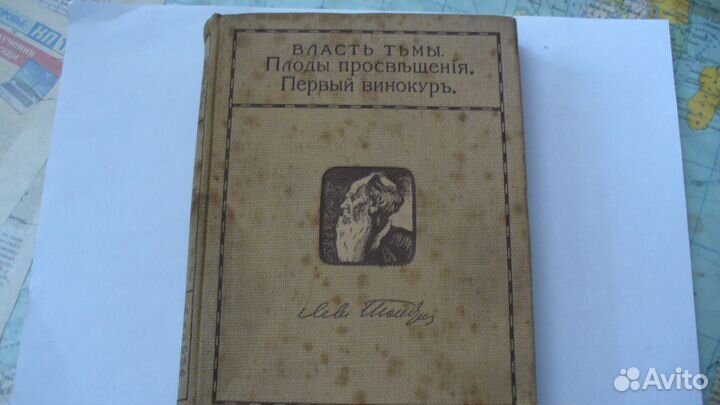 ВЛАСТЬ ТЬМЫ.
Плоды просвѣщенія.
Первый винокуръ.
Левъ Толстой
Avito